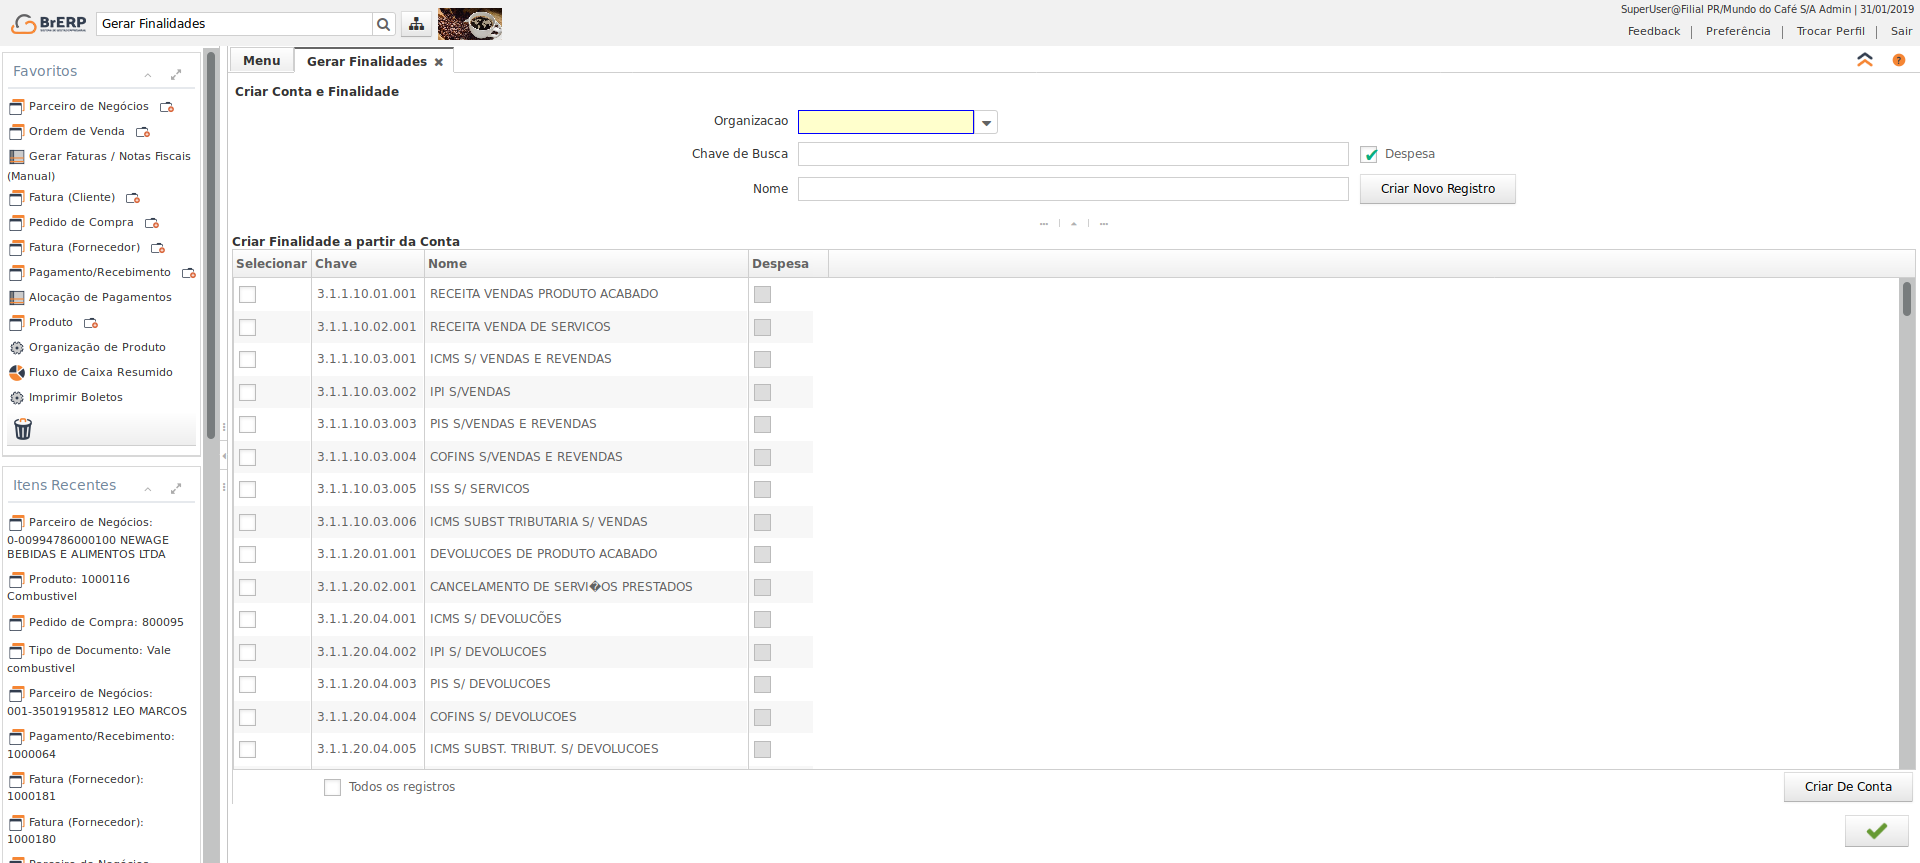 BrERP
Gerar Finalidades
SuperUser@Filial PR/Mundo do Café S/A Admin | 31/01/2019
Feedback | Preferência | Trocar Perfil | Sair
Favoritos
Parceiro de Negócios
Ordem de Venda
Gerar Faturas / Notas Fiscais
(Manual)
Fatura (Cliente)
Pedido de Compra
Fatura (Fornecedor)
Pagamento/Recebimento
Alocação de Pagamentos
Produto
Organização de Produto
Fluxo de Caixa Resumido
Imprimir Boletos
Itens Recentes
Parceiro de Negócios:
0-00994786000100 NEWAGE
BEBIDAS E ALIMENTOS LTDA
Produto: 1000116
Combustivel
Pedido de Compra: 800095
Tipo de Documento: Vale
combustivel
Parceiro de Negócios:
001-35019195812 LEO MARCOS
Pagamento/Recebimento:
1000064
Fatura (Fornecedor):
1000181
Fatura (Fornecedor):
1000180
Parceiro de Negócios
Menu
Gerar Finalidades
Criar Conta e Finalidade
Organizacao
Chave de Busca
Despesa
Nome
Criar Novo Registro
Criar Finalidade a partir da Conta
Selecionar Chave Nome Despesa
3.1.1.10.01.001 RECEITA VENDAS PRODUTO ACABADO
3.1.1.10.02.001 RECEITA VENDA DE SERVICOS
3.1.1.10.03.001 ICMS S/ VENDAS E REVENDAS
3.1.1.10.03.002 IPI S/VENDAS
3.1.1.10.03.003 PIS S/VENDAS E REVENDAS
3.1.1.10.03.004 COFINS S/VENDAS E REVENDAS
3.1.1.10.03.005 ISS S/ SERVICOS
3.1.1.10.03.006 ICMS SUBST TRIBUTARIA S/ VENDAS
3.1.1.20.01.001 DEVOLUCOES DE PRODUTO ACABADO
3.1.1.20.02.001 CANCELAMENTO DE SERVI�OS PRESTADOS
3.1.1.20.04.001 ICMS S/ DEVOLUCÕES
3.1.1.20.04.002 IPI S/ DEVOLUCOES
3.1.1.20.04.003 PIS S/ DEVOLUCOES
3.1.1.20.04.004 COFINS S/ DEVOLUCOES
3.1.1.20.04.005 ICMS SUBST. TRIBUT. S/ DEVOLUCOES
Todos os registros
Criar De Conta